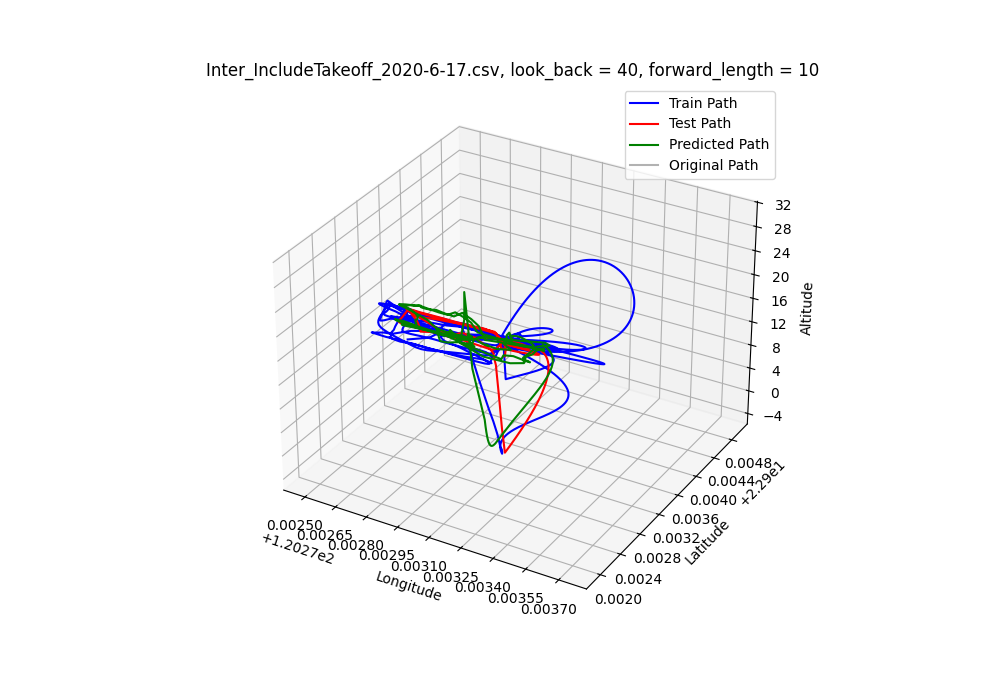 Inter_IncludeTakeoff_2020-6-17.csv, look_back = 40, forward_length = 10
Train Path
Test Path
Predicted Path
Original Path
32
28
24
20
16
12
8
4
0
−4
Altitude
0.0048
0.0044
0.0040
0.0036
0.0032
0.0028
0.0024
0.0020
+2.29e1
Latitude
0.00250
0.00265
0.00280
0.00295
0.00310
0.00325
0.00340
0.00355
0.00370
+1.2027e2
Longitude